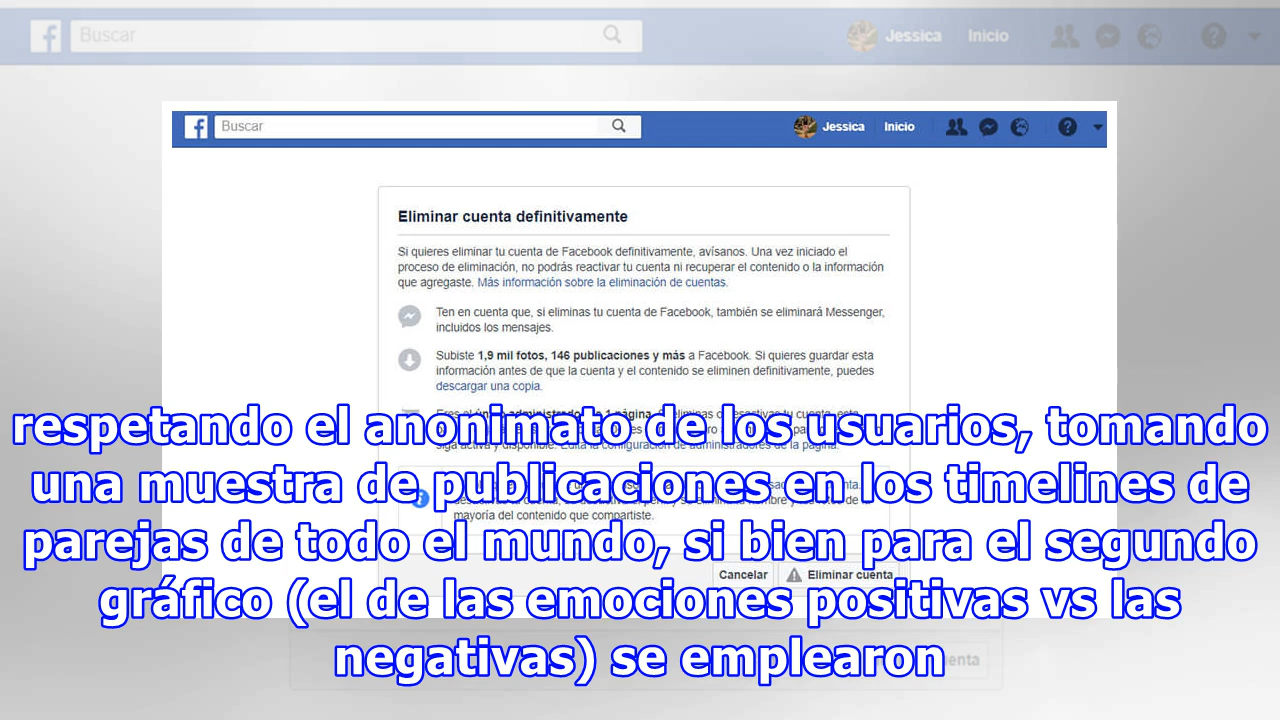 Buscar
Jessica Inicio
Buscar
Jessica Inicio
Eliminar cuenta definitivamente
Si quieres eliminar tu cuenta de Facebook definitivamente, avísanos. Una vez iniciado el
proceso de eliminación, no podrás reactivar tu cuenta ni recuperar el contenido o la información
que agregaste. Más información sobre la eliminación de cuentas.
Ten en cuenta que, si eliminas tu cuenta de Facebook, también se eliminará Messenger,
incluidos los mensajes.
Subiste 1,9 mil fotos, 146 publicaciones y más a Facebook. Si quieres guardar esta
información antes de que la cuenta y el contenido se eliminen definitivamente, puedes
descargar una copia.
respetando el anonimato de los usuarios, tomando
una muestra de publicaciones en los timelines de
mayoría del contenido que compartiste.
parejas de todo el mundo, si bien para el segundo
Cancelar Eliminar cuenta
gráfico (el de las emociones positivas vs las
negativas) se emplearon